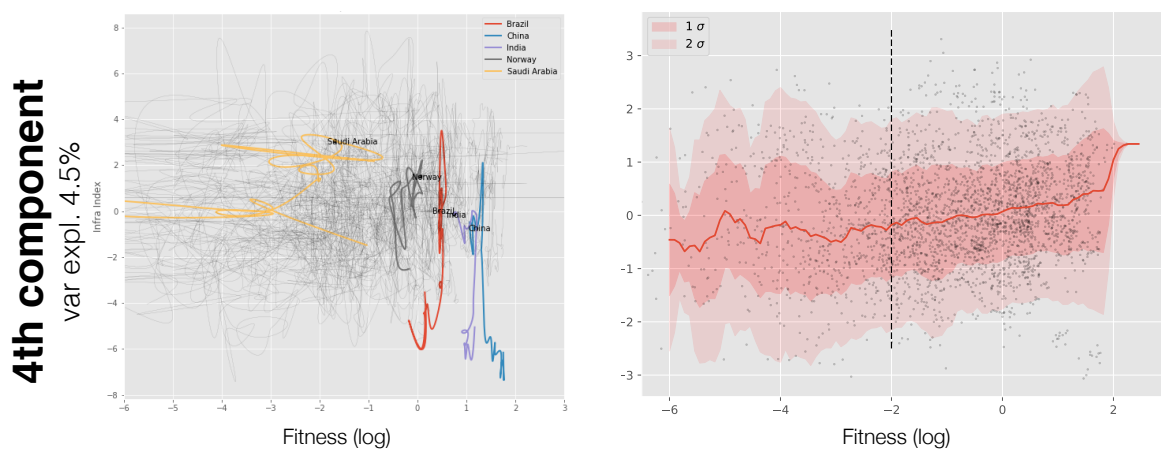 4th component
var expl. 4.5%
Infra Index
8
6
4
2
0
−2
−4
−6
−8
Brazil
China
India
Norway
Saudi Arabia
Saudi Arabia
Norway
Brazil
India
China
−6
−5
−4
−3
−2
−1
0
1
2
3
Fitness (log)
1 σ
2 σ
3
2
1
0
-1
-2
-3
−6
−4
−2
0
2
Fitness (log)